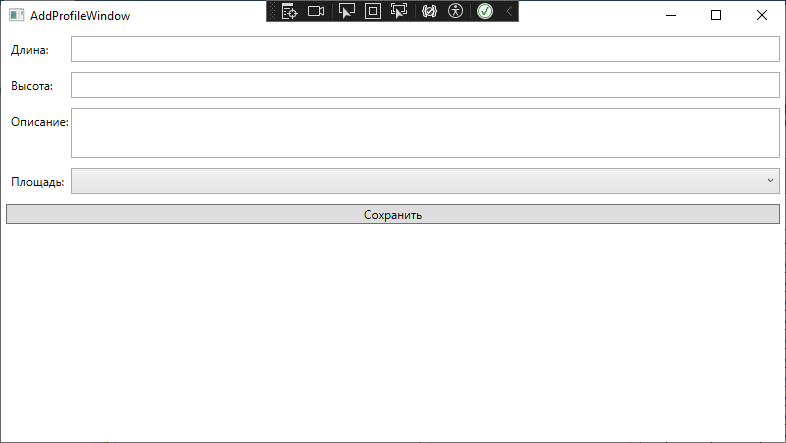 AddProfileWindow
Длина:
Высота:
Описание:
Площадь:
Сохранить